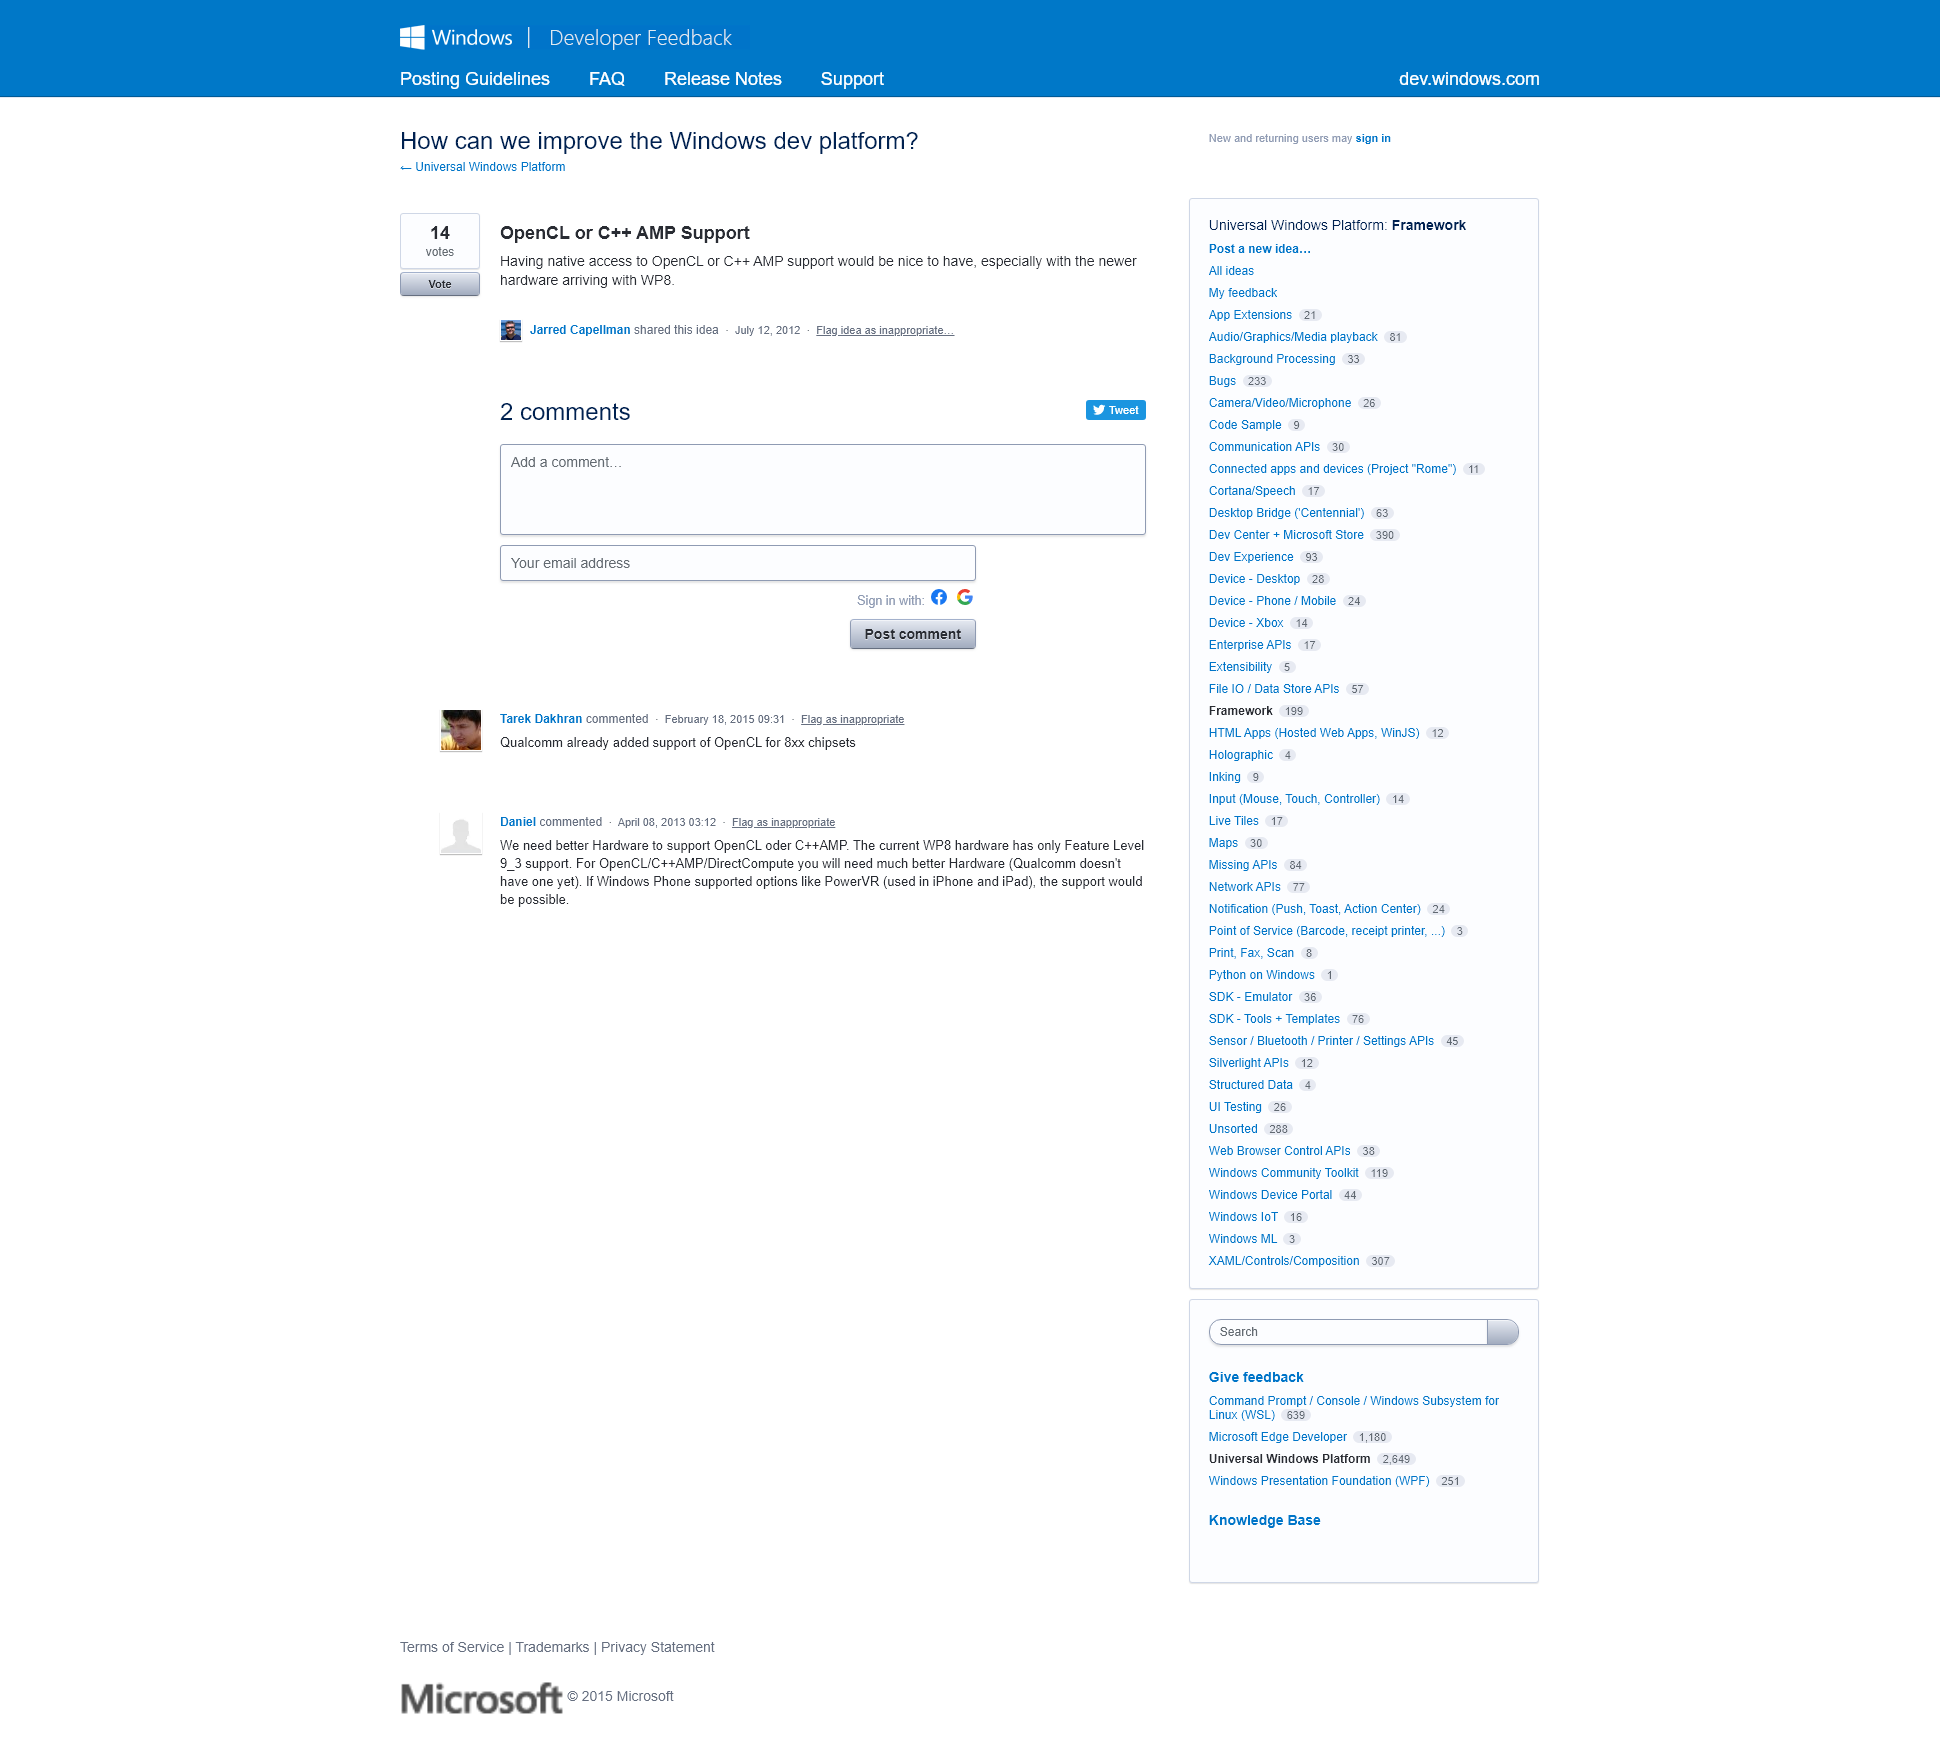 Windows | Developer Feedback
Posting Guidelines FAQ Release Notes Support dev.windows.com
How can we improve the Windows dev platform?
← Universal Windows Platform
New and returning users may sign in
14
votes
Vote
OpenCL or C++ AMP Support
Having native access to OpenCL or C++ AMP support would be nice to have, especially with the newer
hardware arriving with WP8.
Jarred Capellman shared this idea · July 12, 2012 · Flag idea as inappropriate…
2 comments
Tweet
Add a comment…
Your email address
Sign in with:
Post comment
Tarek Dakhran commented · February 18, 2015 09:31 · Flag as inappropriate
Qualcomm already added support of OpenCL for 8xx chipsets
Daniel commented · April 08, 2013 03:12 · Flag as inappropriate
We need better Hardware to support OpenCL oder C++AMP. The current WP8 hardware has only Feature Level
9_3 support. For OpenCL/C++AMP/DirectCompute you will need much better Hardware (Qualcomm doesn't
have one yet). If Windows Phone supported options like PowerVR (used in iPhone and iPad), the support would
be possible.
Universal Windows Platform: Framework
Post a new idea…
All ideas
My feedback
App Extensions 21
Audio/Graphics/Media playback 81
Background Processing 33
Bugs 233
Camera/Video/Microphone 26
Code Sample 9
Communication APIs 30
Connected apps and devices (Project "Rome") 11
Cortana/Speech 17
Desktop Bridge ('Centennial') 63
Dev Center + Microsoft Store 390
Dev Experience 93
Device - Desktop 28
Device - Phone / Mobile 24
Device - Xbox 14
Enterprise APIs 17
Extensibility 5
File IO / Data Store APIs 57
Framework 199
HTML Apps (Hosted Web Apps, WinJS) 12
Holographic 4
Inking 9
Input (Mouse, Touch, Controller) 14
Live Tiles 17
Maps 30
Missing APIs 84
Network APIs 77
Notification (Push, Toast, Action Center) 24
Point of Service (Barcode, receipt printer, ...) 3
Print, Fax, Scan 8
Python on Windows 1
SDK - Emulator 36
SDK - Tools + Templates 76
Sensor / Bluetooth / Printer / Settings APIs 45
Silverlight APIs 12
Structured Data 4
UI Testing 26
Unsorted 288
Web Browser Control APIs 38
Windows Community Toolkit 119
Windows Device Portal 44
Windows IoT 16
Windows ML 3
XAML/Controls/Composition 307
Search
Give feedback
Command Prompt / Console / Windows Subsystem for
Linux (WSL) 639
Microsoft Edge Developer 1,180
Universal Windows Platform 2,649
Windows Presentation Foundation (WPF) 251
Knowledge Base
Terms of Service | Trademarks | Privacy Statement
Microsoft © 2015 Microsoft